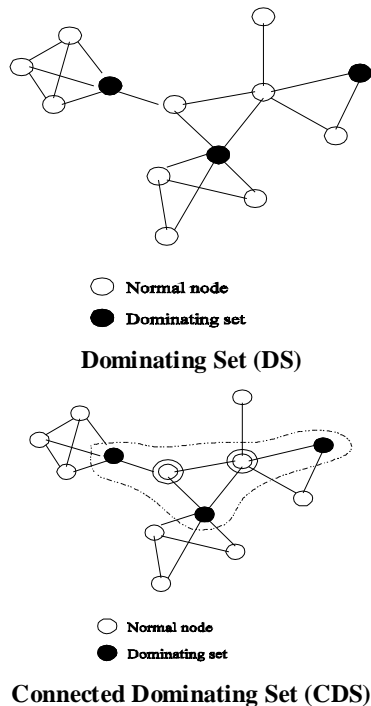 Normal node
Dominating set
Dominating Set (DS)
Normal node
Dominating set
Connected Dominating Set (CDS)